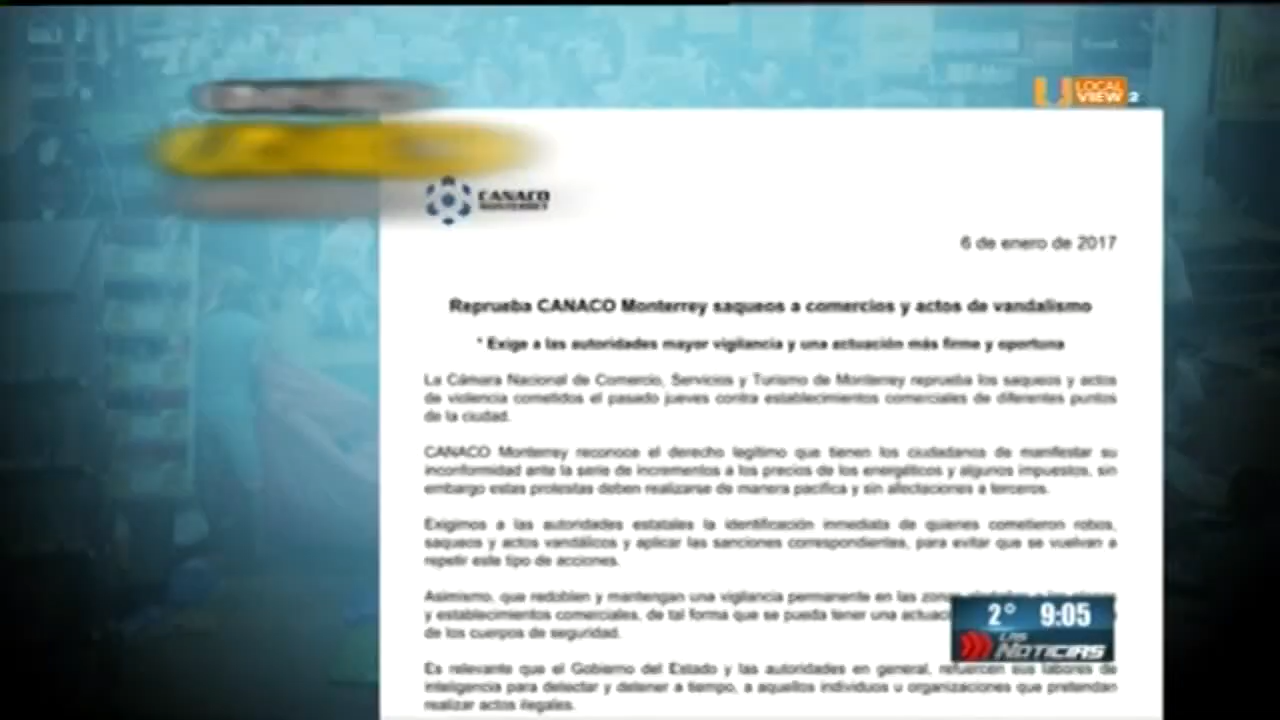 LOCAL
VIEW 2
CANACO
MONTERREY
6 de enero de 2017
Reprueba CANACO Monterrey saqueos a comercios y actos de vandalismo
* Exige a las autoridades mayor vigilancia y una actuación más firme y oportuna
La Cámara Nacional de Comercio, Servicios y Turismo de Monterrey reprueba los saqueos y actos
de violencia cometidos el pasado jueves contra establecimientos comerciales de diferentes puntos
de la ciudad.
CANACO Monterrey reconoce el derecho legítimo que tienen los ciudadanos de manifestar su
inconformidad ante la serie de incrementos a los precios de los energéticos y algunos impuestos, sin
embargo estas protestas deben realizarse de manera pacífica y sin afectaciones a terceros.
Exigimos a las autoridades estatales la identificación inmediata de quienes cometieron robos,
saqueos y actos vandálicos y aplicar las sanciones correspondientes, para evitar que se vuelvan a
repetir este tipo de acciones.
Asimismo, que redoblen y mantengan una vigilancia permanente en las
y establecimientos comerciales, de tal forma que se pueda tener una
de los cuerpos de seguridad.
2° 9:05
LAS
NOTICIAS
Es relevante que el Gobierno del Estado y las autoridades en general, refuercen sus labores de
inteligencia para detectar y detener a tiempo, a aquellos individuos u organizaciones que pretendan
realizar actos ilegales.